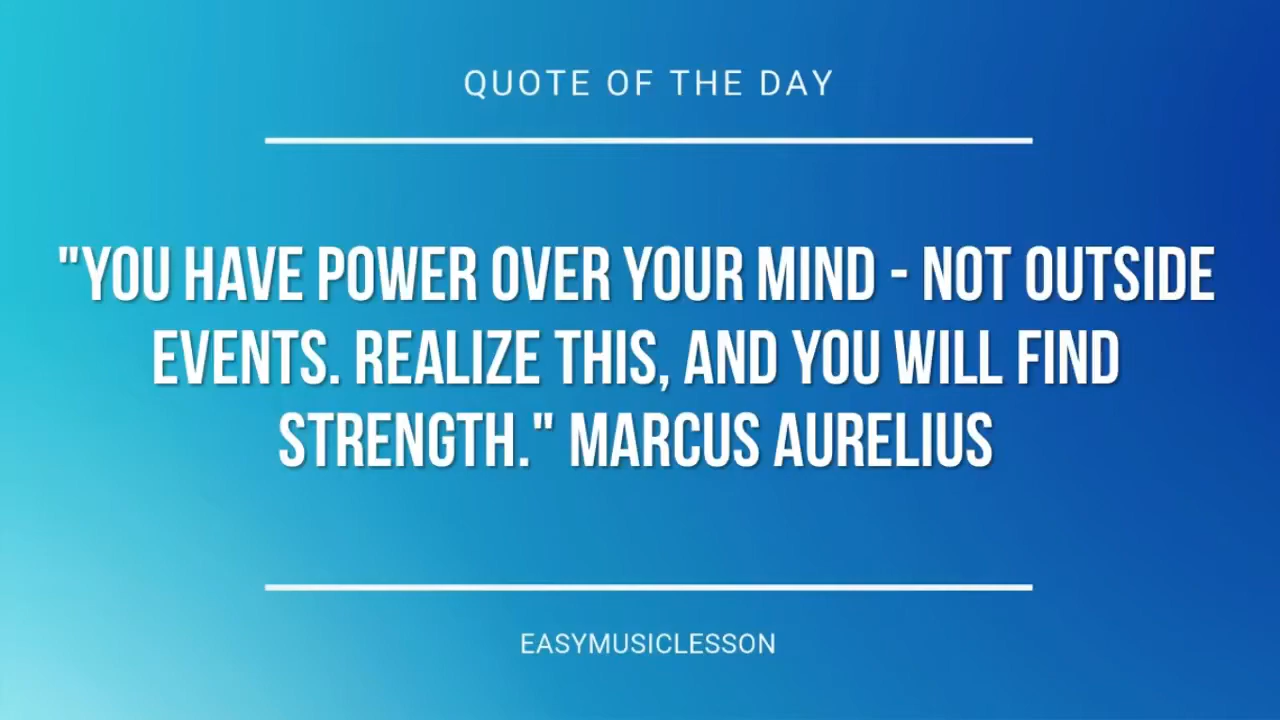 QUOTE OF THE DAY
"YOU HAVE POWER OVER YOUR MIND - NOT OUTSIDE
EVENTS. REALIZE THIS, AND YOU WILL FIND
STRENGTH." MARCUS AURELIUS
EASYMUSICLESSON